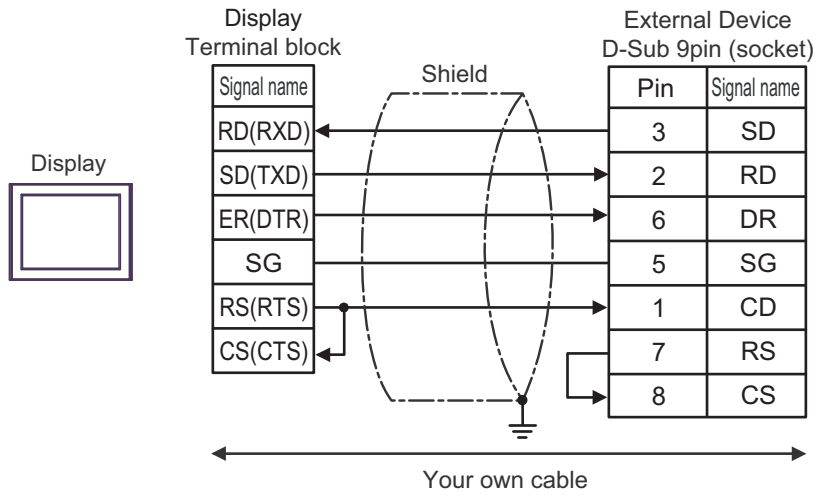 Display
Terminal block
External Device
D-Sub 9pin (socket)
Shield
Signal name
Pin Signal name
RD(RXD) 3 SD
SD(TXD) 2 RD
ER(DTR) 6 DR
SG 5 SG
RS(RTS) 1 CD
CS(CTS) 7 RS
8 CS
Display
Your own cable